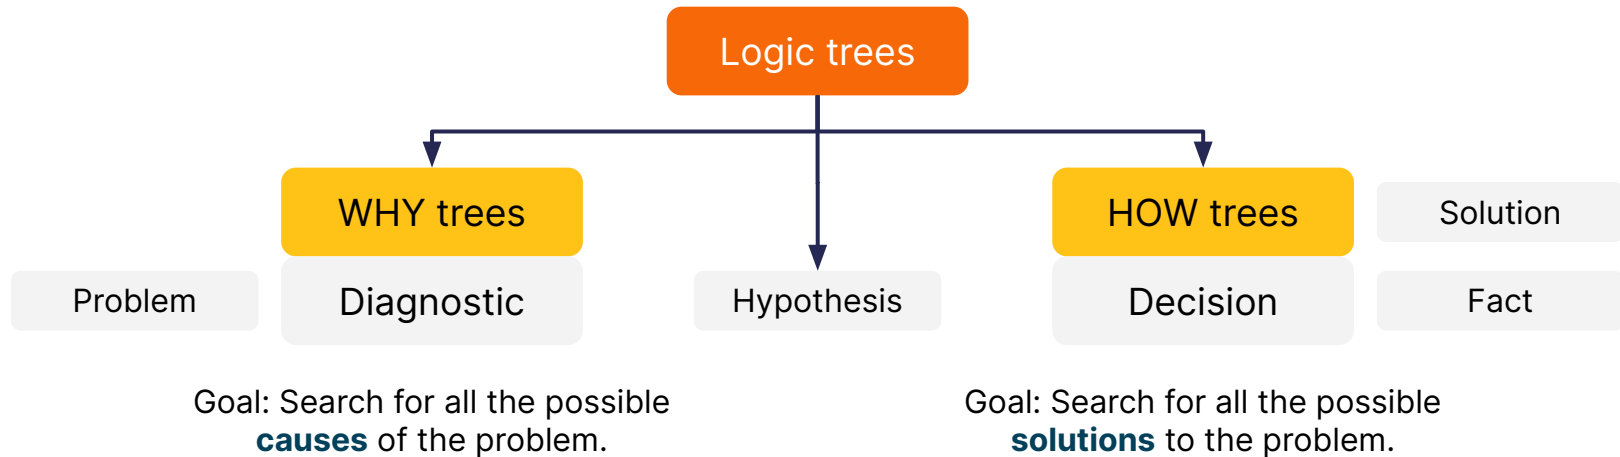 Logic trees
WHY trees
HOW trees
Solution
Problem
Diagnostic
Hypothesis
Decision
Fact
Goal: Search for all the possible
causes of the problem.
Goal: Search for all the possible
solutions to the problem.